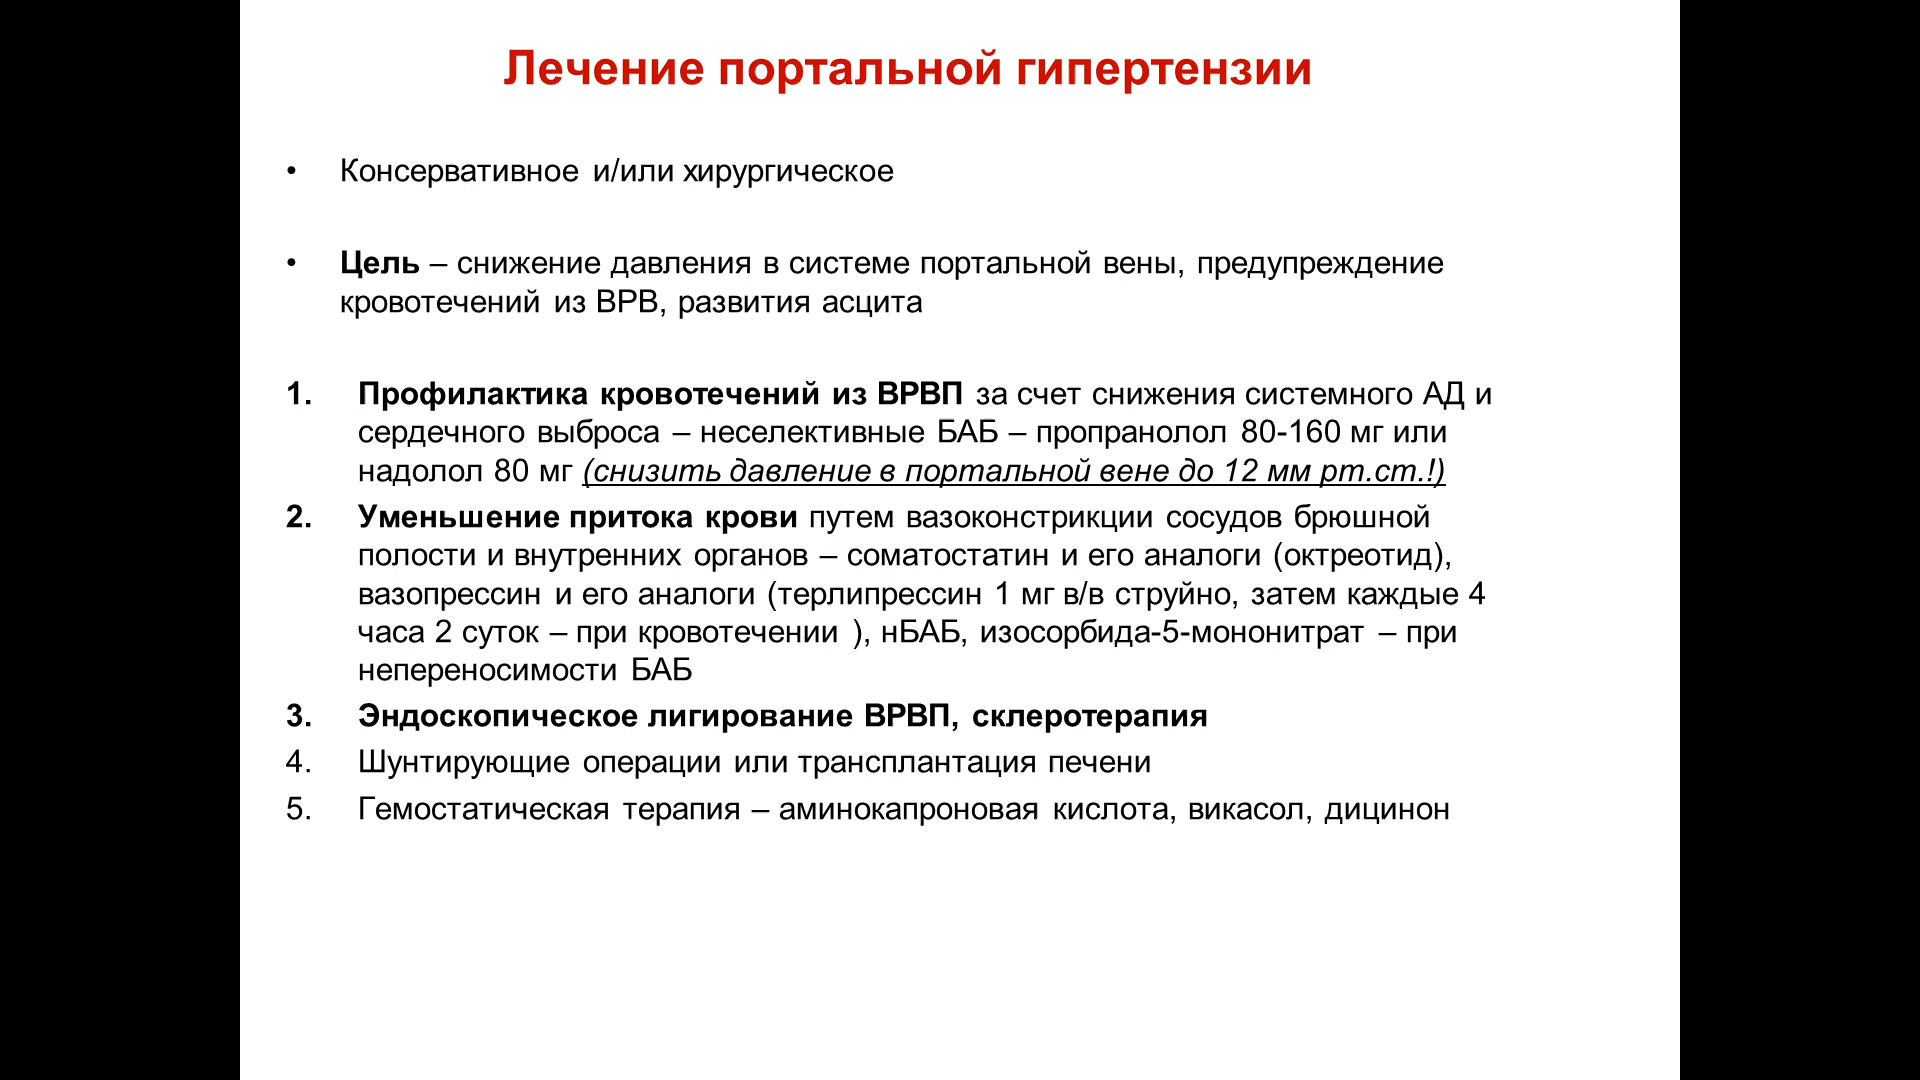 Лечение портальной гипертензии
• Консервативное и/или хирургическое
• Цель – снижение давления в системе портальной вены, предупреждение
кровотечений из ВРВ, развития асцита
1. Профилактика кровотечений из ВРВП за счет снижения системного АД и
сердечного выброса – неселективные БАБ – пропранолол 80-160 мг или
надолол 80 мг (снизить давление в портальной вене до 12 мм рт.ст.!)
2. Уменьшение притока крови путем вазоконстрикции сосудов брюшной
полости и внутренних органов – соматостатин и его аналоги (октреотид),
вазопрессин и его аналоги (терлипрессин 1 мг в/в струйно, затем каждые 4
часа 2 суток – при кровотечении ), нБАБ, изосорбида-5-мононитрат – при
непереносимости БАБ
3. Эндоскопическое лигирование ВРВП, склеротерапия
4. Шунтирующие операции или трансплантация печени
5. Гемостатическая терапия – аминокапроновая кислота, викасол, дицинон